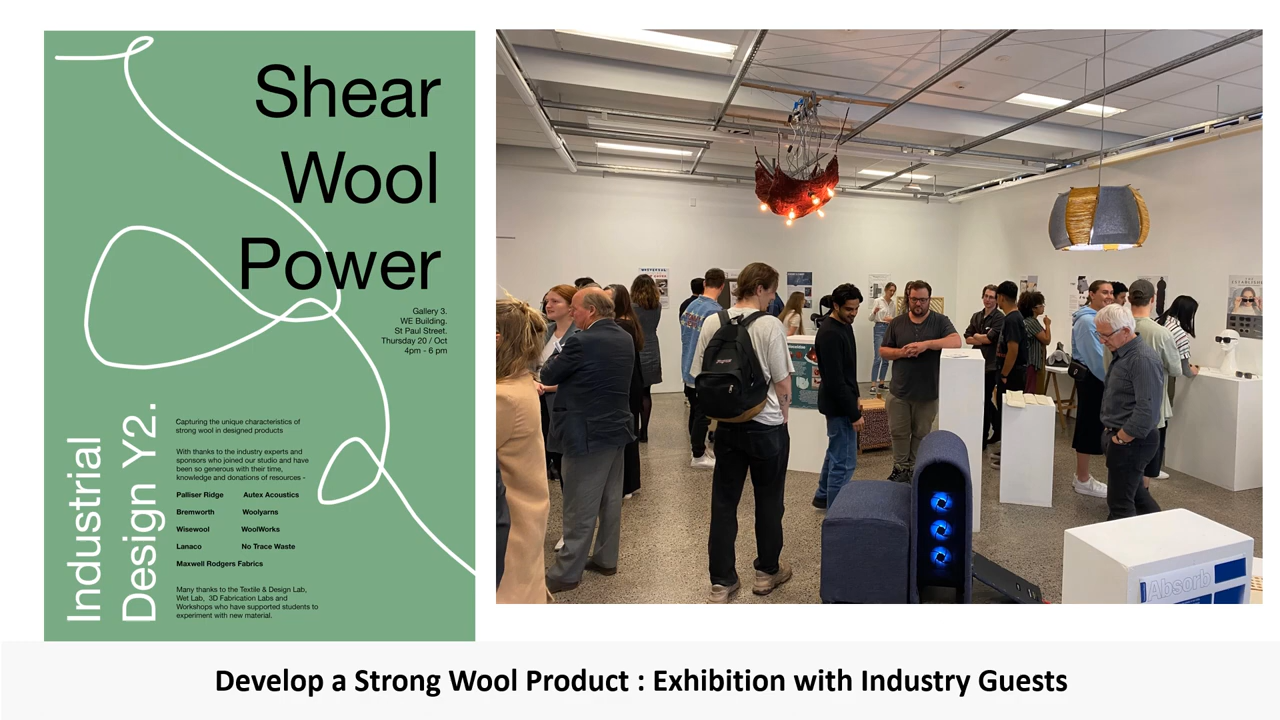 Shear
Wool
Power
Gallery 3.
WE Building.
St Paul Street.
Thursday 20 / Oct
4pm - 6 pm
Industrial
Design Y2.
Capturing the unique characteristics of
strong wool in designed products
With thanks to the industry experts and
sponsors who joined our studio and have
been so generous with their time,
knowledge and donations of resources -
Palliser Ridge Autex Acoustics
Bremworth Woolyarns
Wisewool WoolWorks
Lanaco No Trace Waste
Maxwell Rodgers Fabrics
Many thanks to the Textile & Design Lab,
Wet Lab, 3D Fabrication Labs and
Workshops who have supported students to
experiment with new material.
Absorb
Develop a Strong Wool Product : Exhibition with Industry Guests